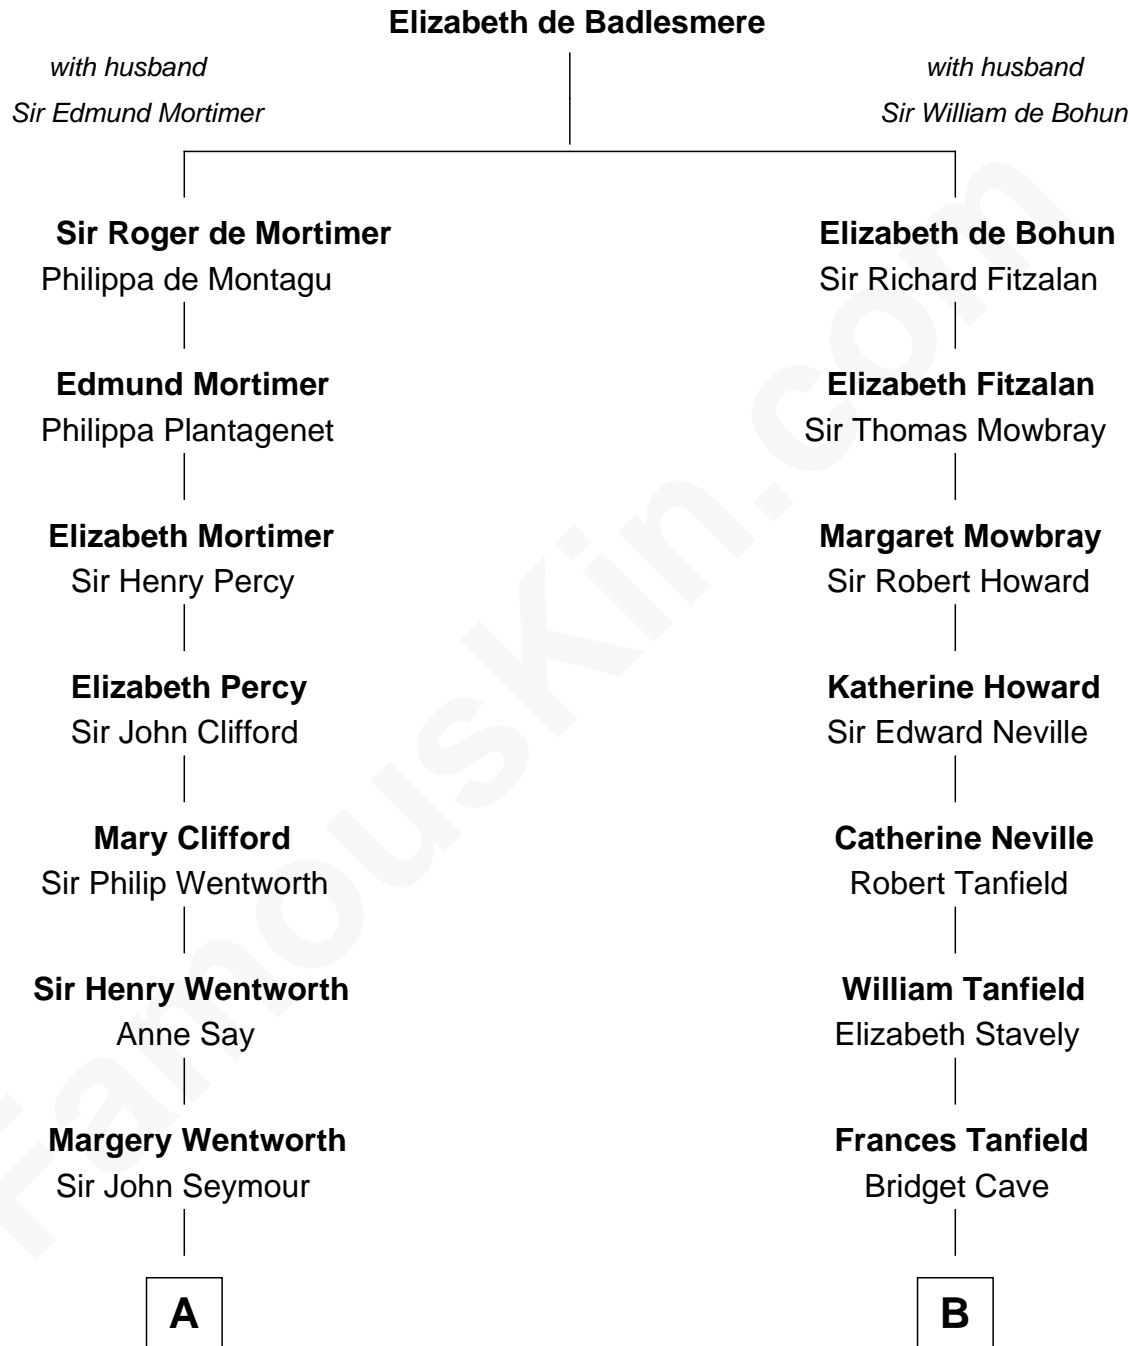 Elizabeth de Badlesmere
with husband
Sir Edmund Mortimer
with husband
Sir William de Bohun
Sir Roger de Mortimer
Philippa de Montagu
Edmund Mortimer
Philippa Plantagenet
Elizabeth Mortimer
Sir Henry Percy
Elizabeth Percy
Sir John Clifford
Mary Clifford
Sir Philip Wentworth
Sir Henry Wentworth
Anne Say
Margery Wentworth
Sir John Seymour
A
Elizabeth de Bohun
Sir Richard Fitzalan
Elizabeth Fitzalan
Sir Thomas Mowbray
Margaret Mowbray
Sir Robert Howard
Katherine Howard
Sir Edward Neville
Catherine Neville
Robert Tanfield
William Tanfield
Elizabeth Stavely
Frances Tanfield
Bridget Cave
B
FamousKin.com